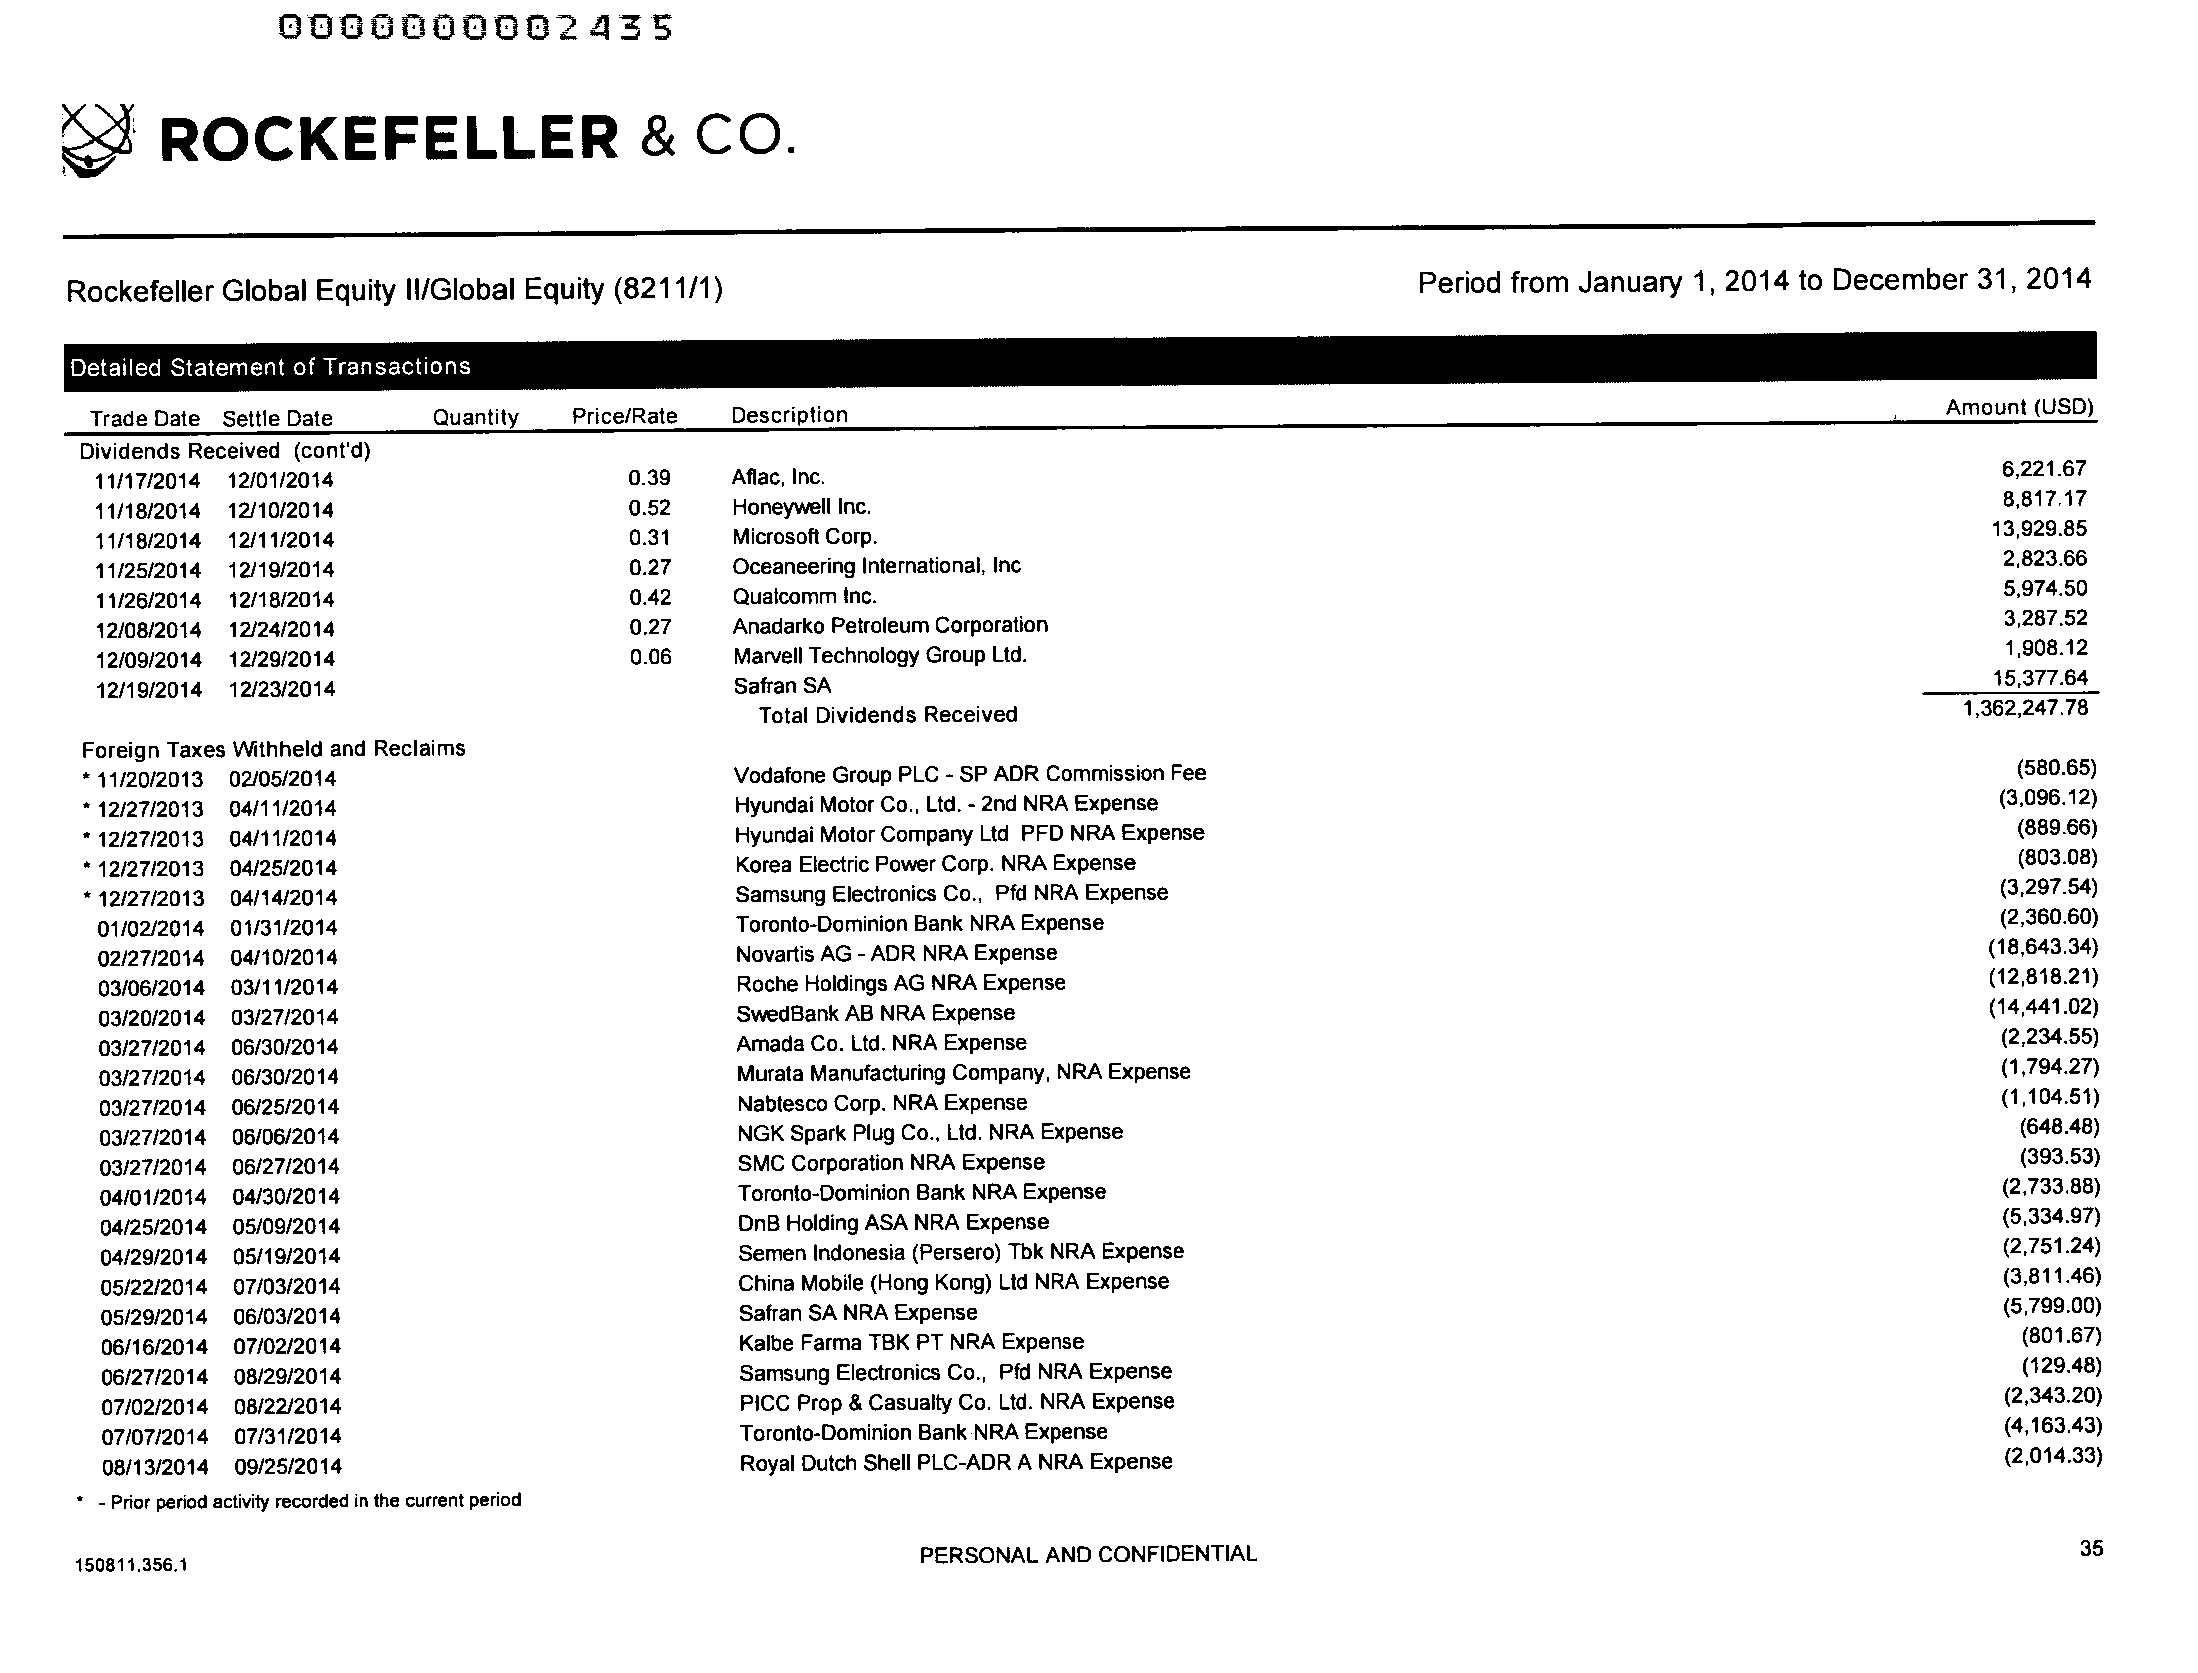 0000000002435
ROCKEFELLER & CO.
Rockefeller Global Equity II/Global Equity (8211/1) Period from January 1, 2014 to December 31, 2014
Detailed Statement of Transactions
Trade Date Settle Date Quantity Price/Rate Description Amount (USD)
Dividends Received (cont'd)
11/17/2014 12/01/2014 0.39 Aflac, Inc. 6,221.67
11/18/2014 12/10/2014 0.52 Honeywell Inc. 8,817.17
11/18/2014 12/11/2014 0.31 Microsoft Corp. 13,929.85
11/25/2014 12/19/2014 0.27 Oceaneering International, Inc 2,823.66
11/26/2014 12/18/2014 0.42 Qualcomm Inc. 5,974.50
12/08/2014 12/24/2014 0.27 Anadarko Petroleum Corporation 3,287.52
12/09/2014 12/29/2014 0.06 Marvell Technology Group Ltd. 1,908.12
12/19/2014 12/23/2014 Safran SA 15,377.64
Total Dividends Received 1,362,247.78
Foreign Taxes Withheld and Reclaims
* 11/20/2013 02/05/2014 Vodafone Group PLC - SP ADR Commission Fee (580.65)
* 12/27/2013 04/11/2014 Hyundai Motor Co., Ltd. - 2nd NRA Expense (3,096.12)
* 12/27/2013 04/11/2014 Hyundai Motor Company Ltd PFD NRA Expense (889.66)
* 12/27/2013 04/25/2014 Korea Electric Power Corp. NRA Expense (803.08)
* 12/27/2013 04/14/2014 Samsung Electronics Co., Pfd NRA Expense (3,297.54)
01/02/2014 01/31/2014 Toronto-Dominion Bank NRA Expense (2,360.60)
02/27/2014 04/10/2014 Novartis AG - ADR NRA Expense (18,643.34)
03/06/2014 03/11/2014 Roche Holdings AG NRA Expense (12,818.21)
03/20/2014 03/27/2014 SwedBank AB NRA Expense (14,441.02)
03/27/2014 06/30/2014 Amada Co. Ltd. NRA Expense (2,234.55)
03/27/2014 06/30/2014 Murata Manufacturing Company, NRA Expense (1,794.27)
03/27/2014 06/25/2014 Nabtesco Corp. NRA Expense (1,104.51)
03/27/2014 06/06/2014 NGK Spark Plug Co., Ltd. NRA Expense (648.48)
03/27/2014 06/27/2014 SMC Corporation NRA Expense (393.53)
04/01/2014 04/30/2014 Toronto-Dominion Bank NRA Expense (2,733.88)
04/25/2014 05/09/2014 DnB Holding ASA NRA Expense (5,334.97)
04/29/2014 05/19/2014 Semen Indonesia (Persero) Tbk NRA Expense (2,751.24)
05/22/2014 07/03/2014 China Mobile (Hong Kong) Ltd NRA Expense (3,811.46)
05/29/2014 06/03/2014 Safran SA NRA Expense (5,799.00)
06/16/2014 07/02/2014 Kalbe Farma TBK PT NRA Expense (801.67)
06/27/2014 08/29/2014 Samsung Electronics Co., Pfd NRA Expense (129.48)
07/02/2014 08/22/2014 PICC Prop & Casualty Co. Ltd. NRA Expense (2,343.20)
07/07/2014 07/31/2014 Toronto-Dominion Bank NRA Expense (4,163.43)
08/13/2014 09/25/2014 Royal Dutch Shell PLC-ADR A NRA Expense (2,014.33)
* - Prior period activity recorded in the current period
150811.356.1 PERSONAL AND CONFIDENTIAL 35